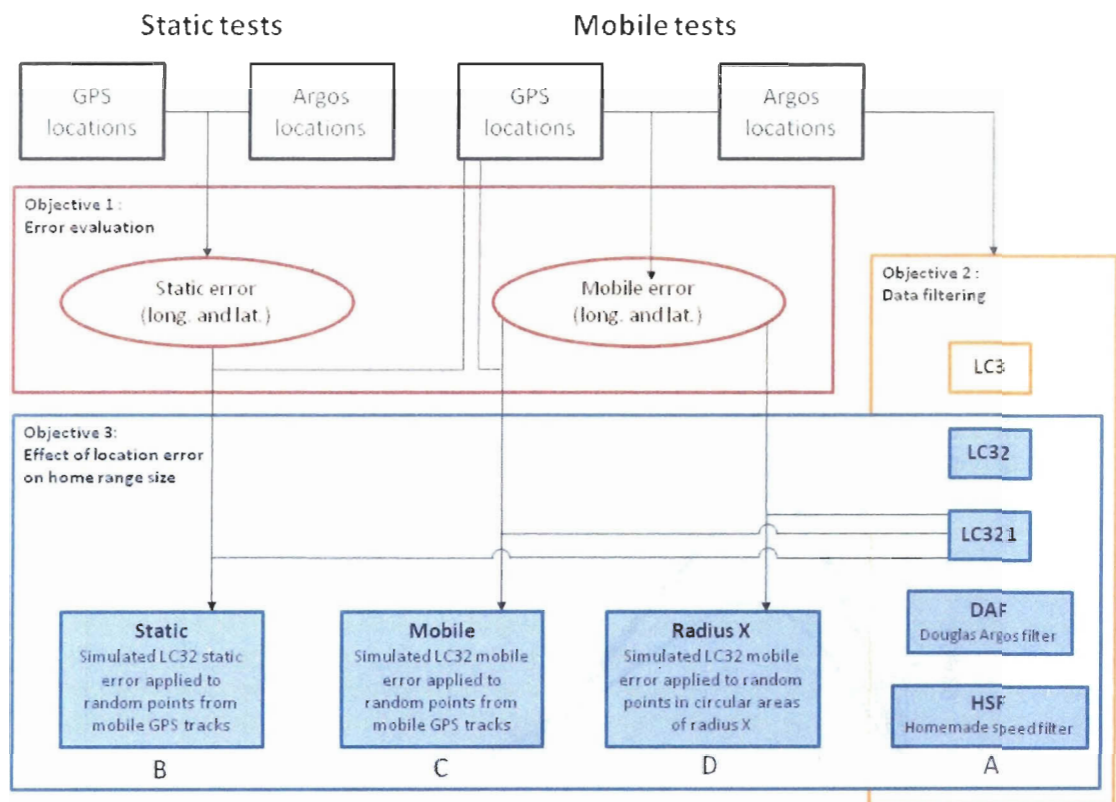 Static tests
Mobile tests
GPS
locations
Argos
locations
GPS
locations
Argos
locations
Objective 1 :
Error evaluation
Static error
(long. and lat.)
Mobile error
(long. and lat.)
Objective 2 :
Data filtering
LC3
Objective 3:
Effect of location error
on home range size
LC32
LC321
DAF
Douglas Argos filter
HSF
Homemade speed filter
Static
Simulated LC32 static
error applied to
random points from
mobile GPS tracks
Mobile
Simulated LC32 mobile
error applied to
random points from
mobile GPS tracks
Radius X
Simulated LC32 mobile
error applied to random
points in circular areas
of radius X
B
C
D
A